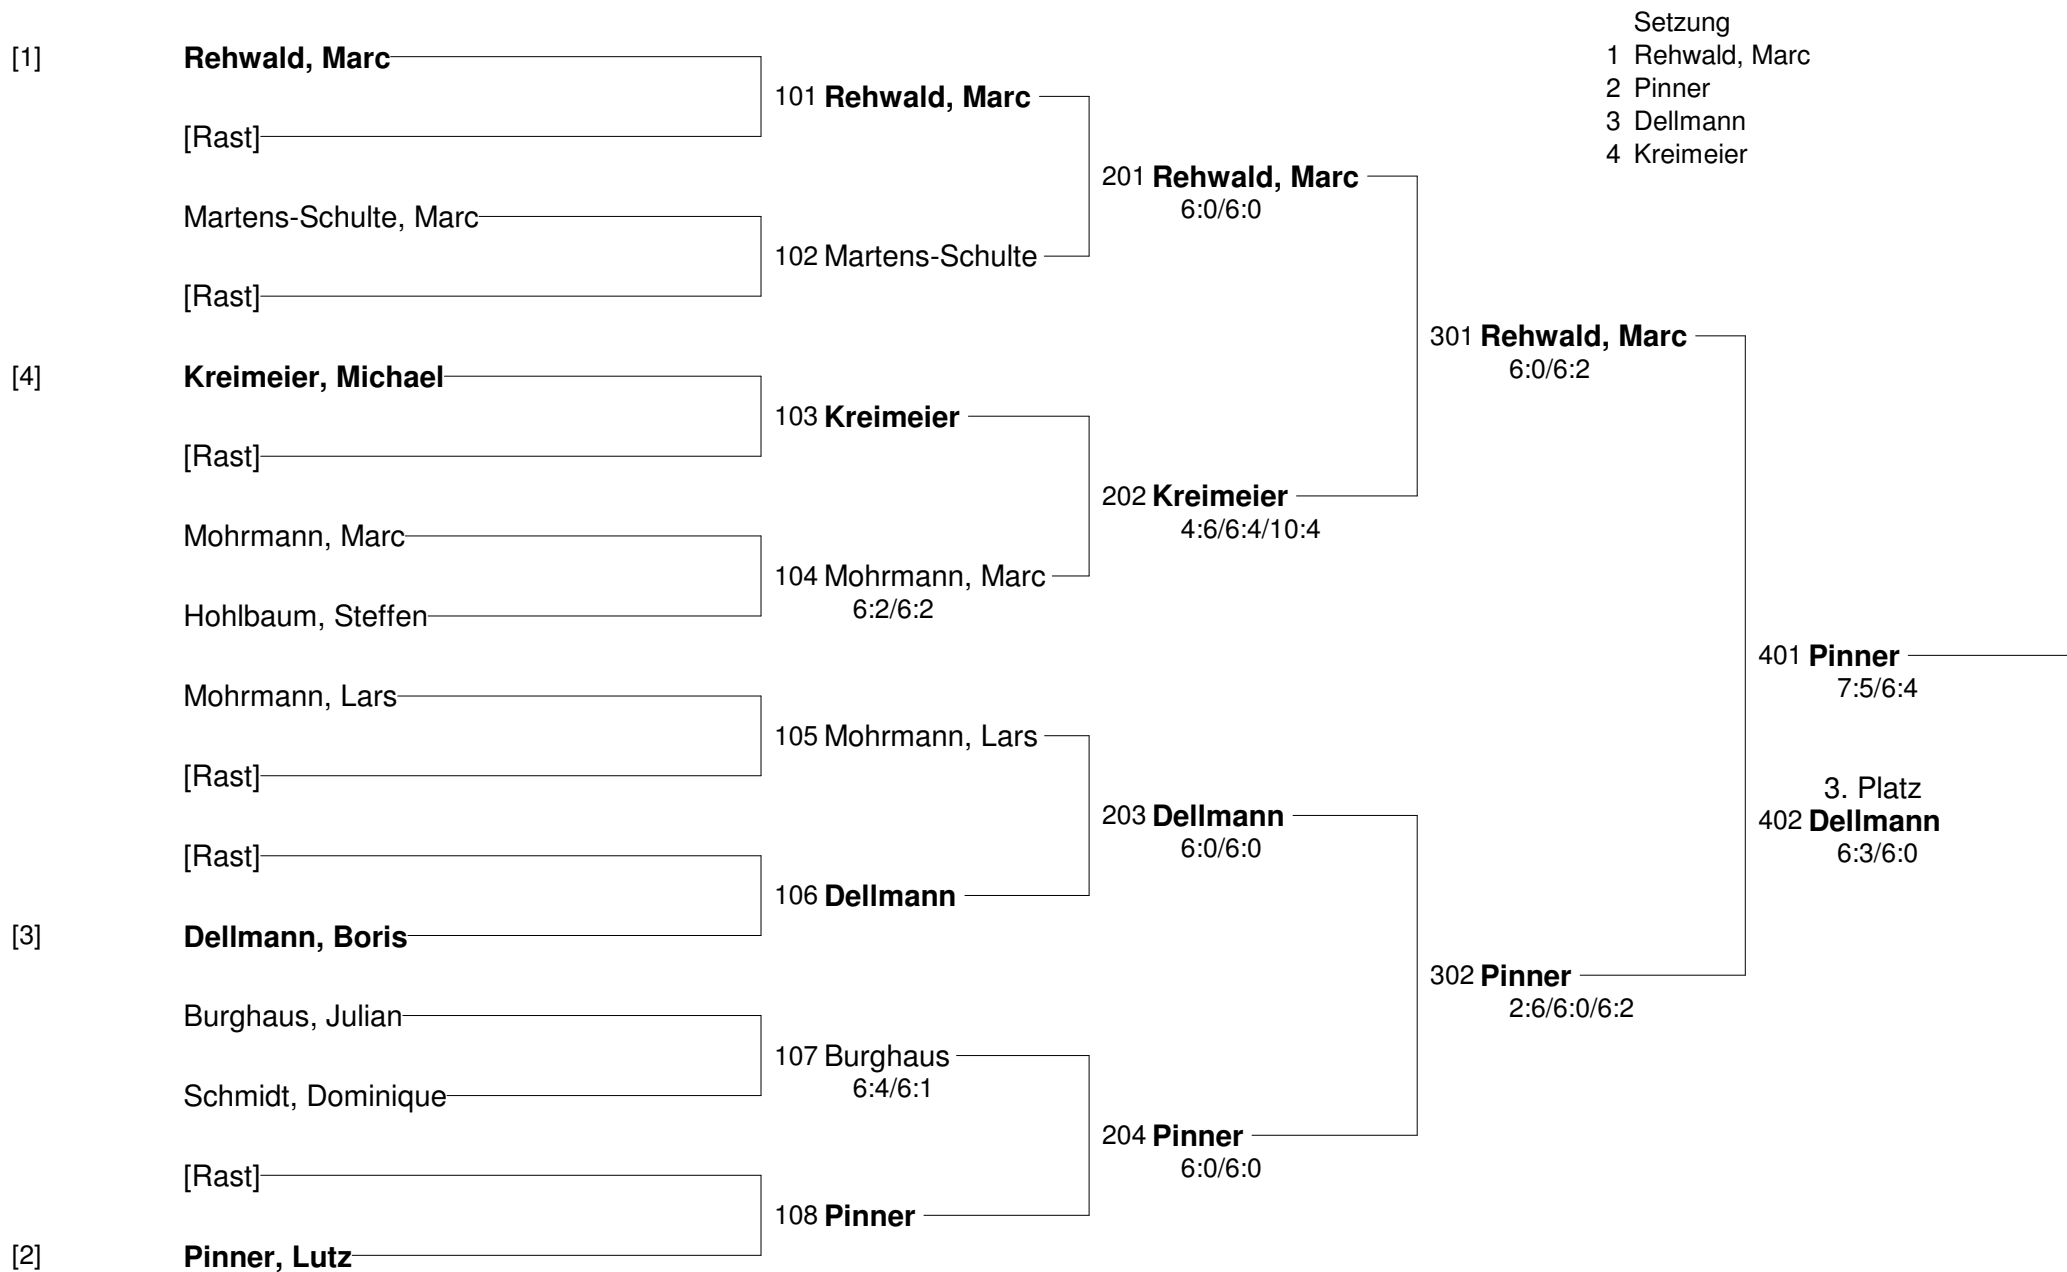 Setzung
1 Rehwald, Marc
2 Pinner
3 Dellmann
4 Kreimeier
[1] Rehwald, Marc
[Rast]
101 Rehwald, Marc
Martens-Schulte, Marc
[Rast]
102 Martens-Schulte
201 Rehwald, Marc
6:0/6:0
[4] Kreimeier, Michael
[Rast]
103 Kreimeier
Mohrmann, Marc
Hohlbaum, Steffen
104 Mohrmann, Marc
6:2/6:2
202 Kreimeier
4:6/6:4/10:4
301 Rehwald, Marc
6:0/6:2
Mohrmann, Lars
[Rast]
105 Mohrmann, Lars
[Rast]
[3] Dellmann, Boris
106 Dellmann
203 Dellmann
6:0/6:0
Burghaus, Julian
Schmidt, Dominique
107 Burghaus
6:4/6:1
[Rast]
[2] Pinner, Lutz
108 Pinner
204 Pinner
6:0/6:0
302 Pinner
2:6/6:0/6:2
401 Pinner
7:5/6:4
3. Platz
402 Dellmann
6:3/6:0